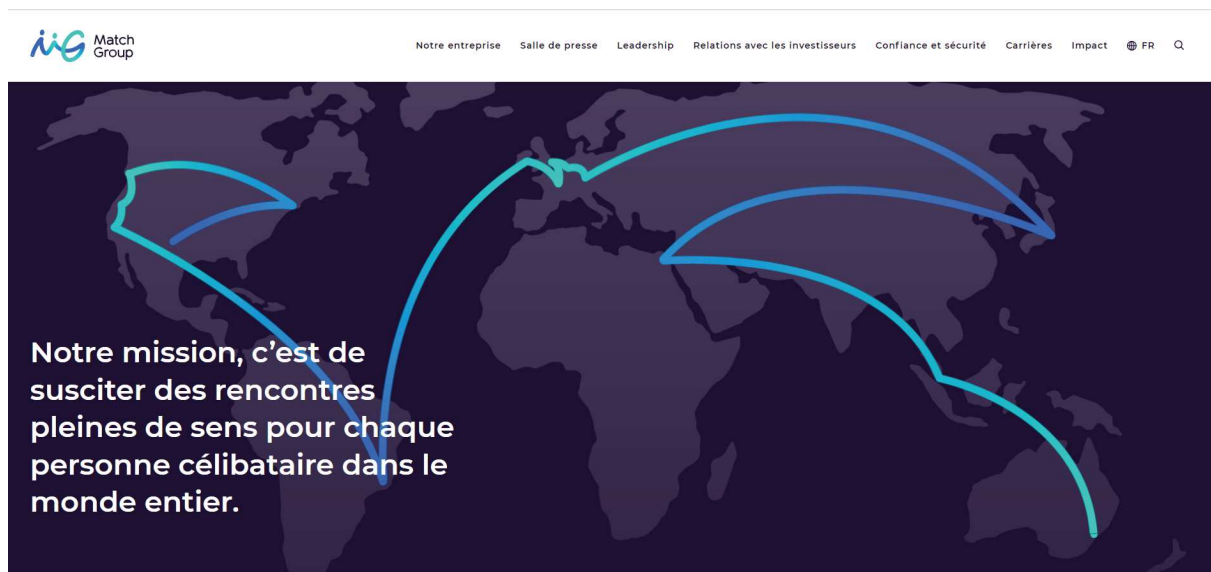 Match
Group
Notre entreprise Salle de presse Leadership Relations avec les investisseurs Confiance et sécurité Carrières Impact FR
Notre mission, c’est de
susciter des rencontres
pleines de sens pour chaque
personne célibataire dans le
monde entier.